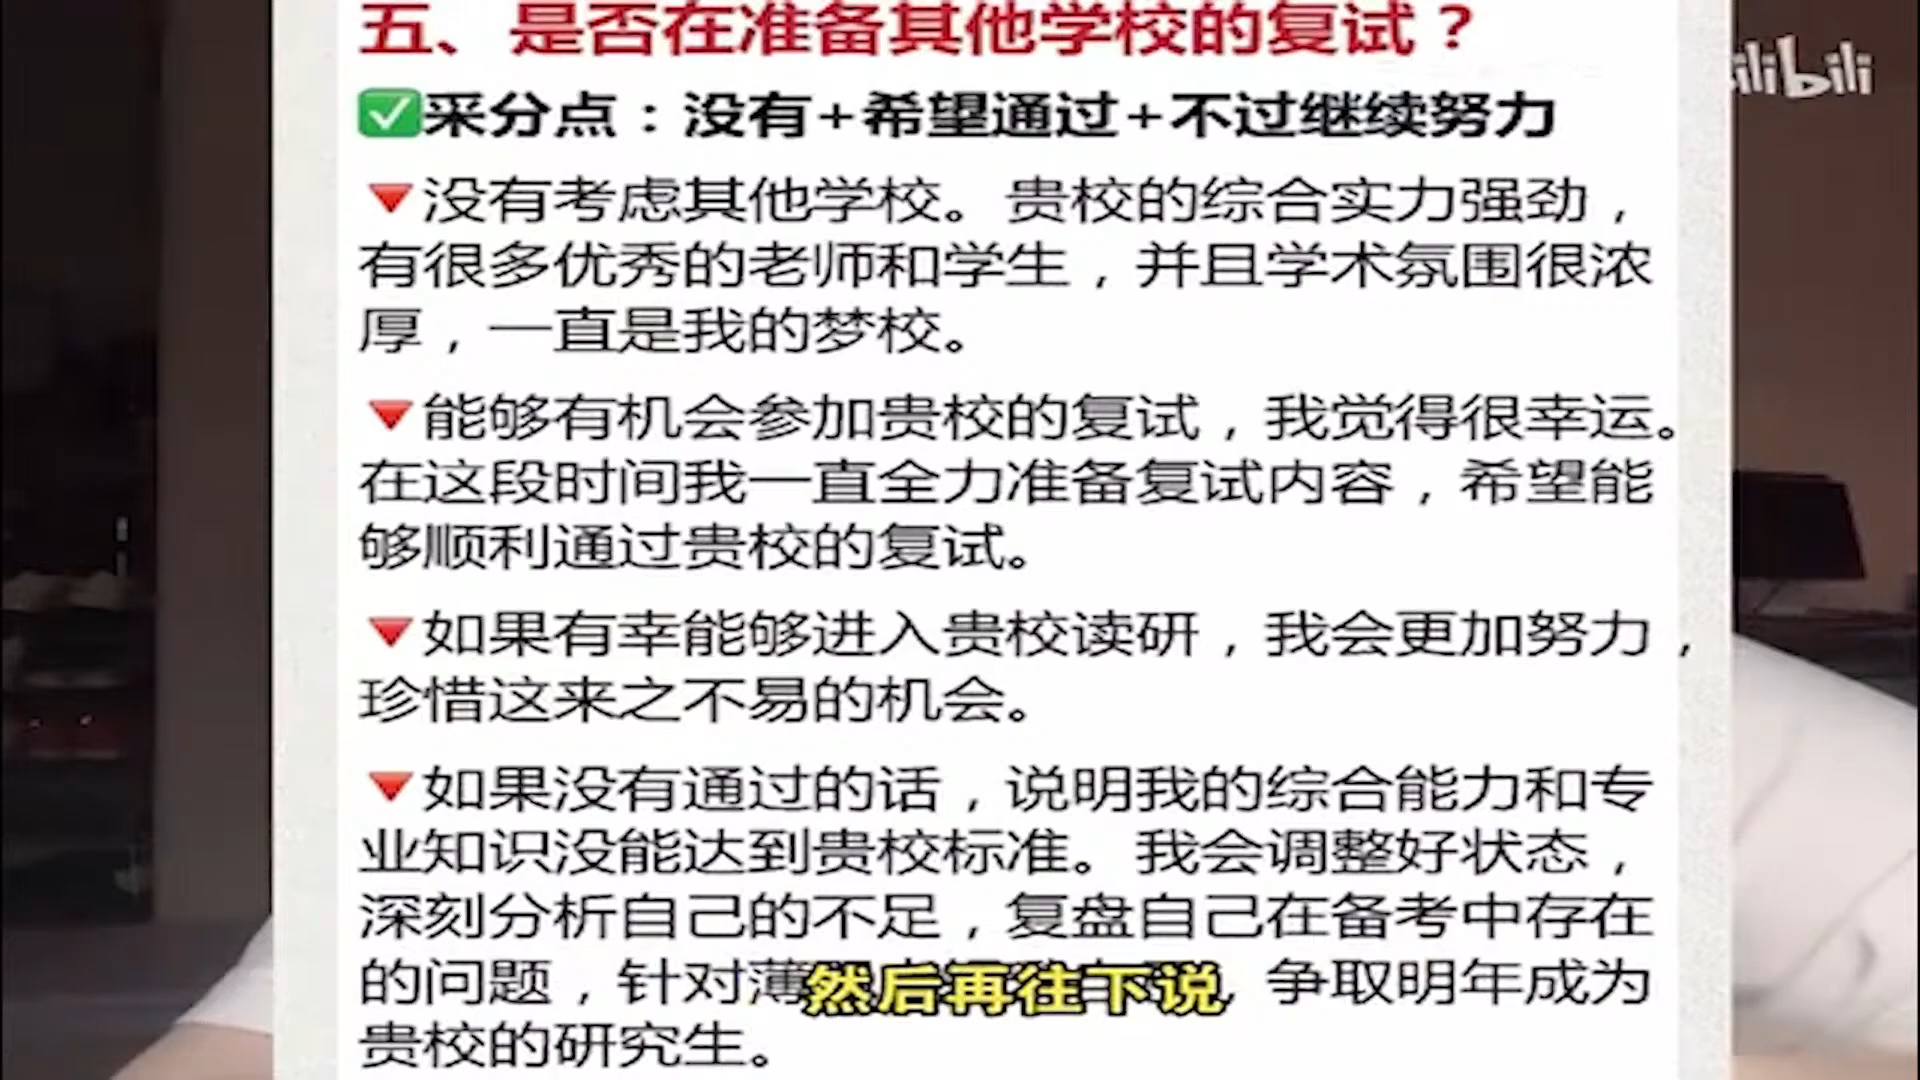 五、是否在准备其他学校的复试？
bilibili
采分点：没有+希望通过+不过继续努力
没有考虑其他学校。贵校的综合实力强劲，
有很多优秀的老师和学生，并且学术氛围很浓
厚，一直是我的梦校。
能够有机会参加贵校的复试，我觉得很幸运。
在这段时间我一直全力准备复试内容，希望能
够顺利通过贵校的复试。
如果有幸能够进入贵校读研，我会更加努力，
珍惜这来之不易的机会。
如果没有通过的话，说明我的综合能力和专
业知识没能达到贵校标准。我会调整好状态，
深刻分析自己的不足，复盘自己在备考中存在
的问题，针对薄 ，争取明年成为
然后再往下说
贵校的研究生。